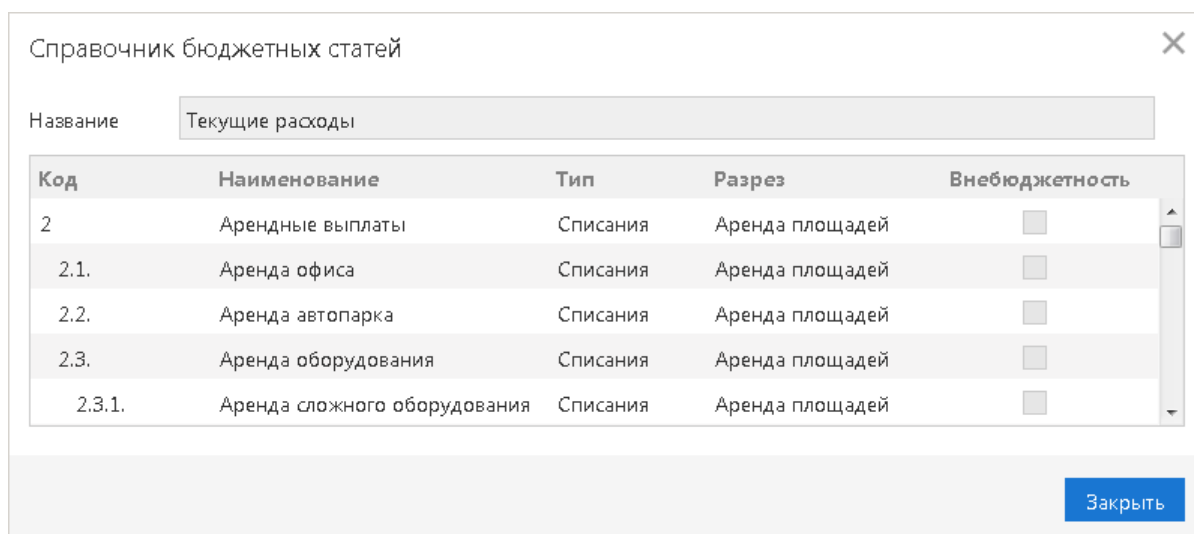 Справочник бюджетных статей
Название Текущие расходы
Код Наименование Тип Разрез Внебюджетность
2 Арендные выплаты Списания Аренда площадей
2.1. Аренда офиса Списания Аренда площадей
2.2. Аренда автопарка Списания Аренда площадей
2.3. Аренда оборудования Списания Аренда площадей
2.3.1. Аренда сложного оборудования Списания Аренда площадей
Закрыть